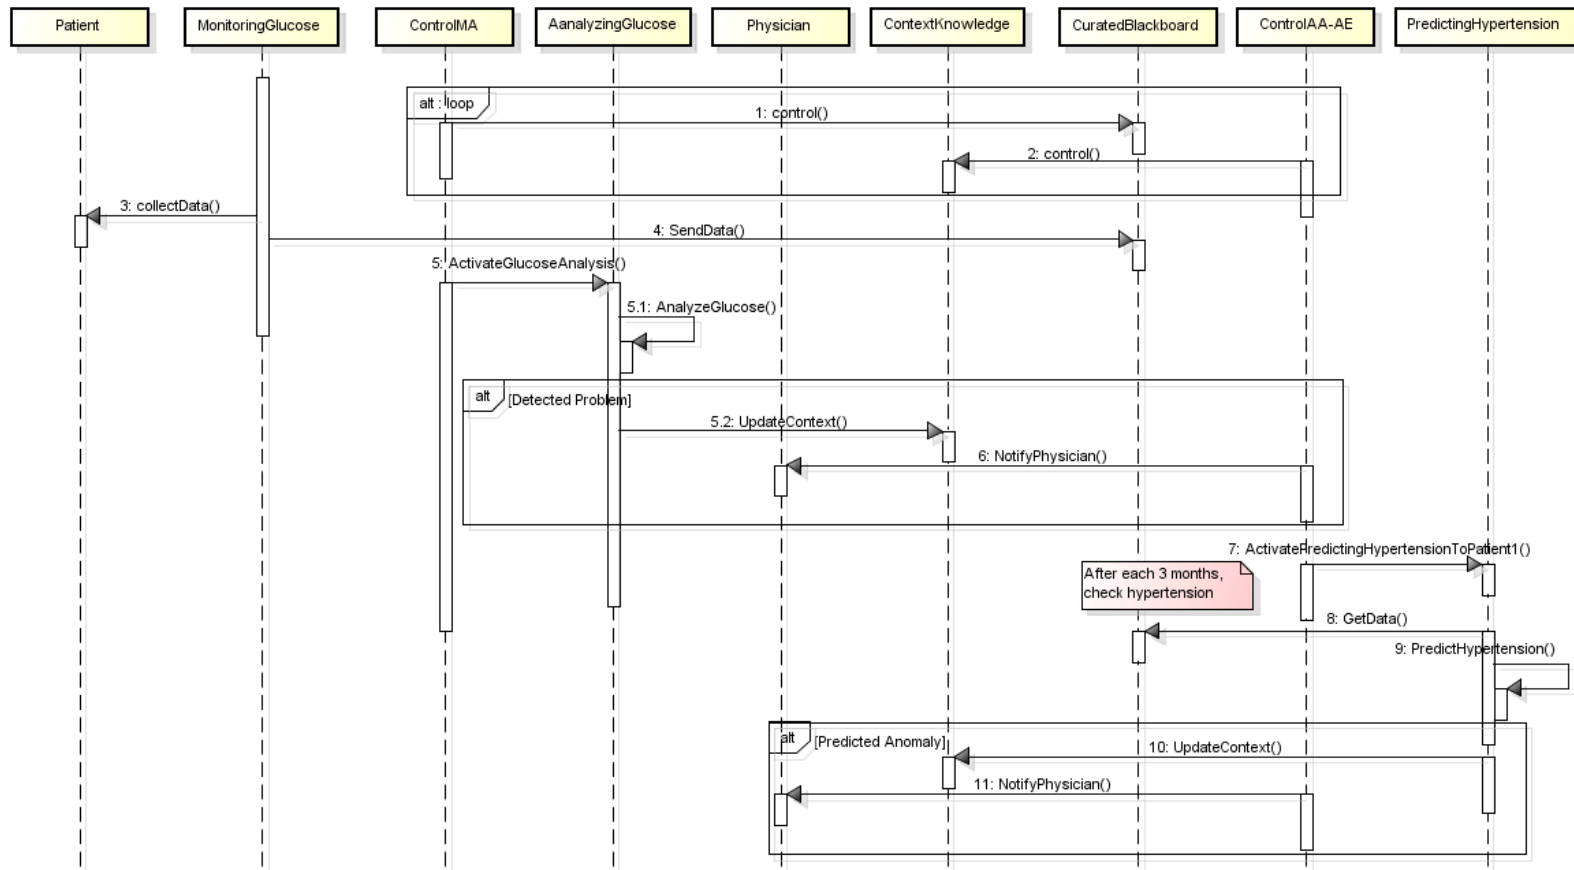 Patient
MonitoringGlucose
ControlMA
AanalyzingGlucose
Physician
ContextKnowledge
CuratedBlackboard
ControlAA-AE
PredictingHypertension
alt : loop
1: control()
2: control()
3: collectData()
4: SendData()
5: ActivateGlucoseAnalysis()
5.1: AnalyzeGlucose()
alt
[Detected Problem]
5.2: UpdateContext()
6: NotifyPhysician()
7: ActivatePredictingHypertensionToPatient1()
After each 3 months,
check hypertension
8: GetData()
9: PredictHypertension()
alt
[Predicted Anomaly]
10: UpdateContext()
11: NotifyPhysician()